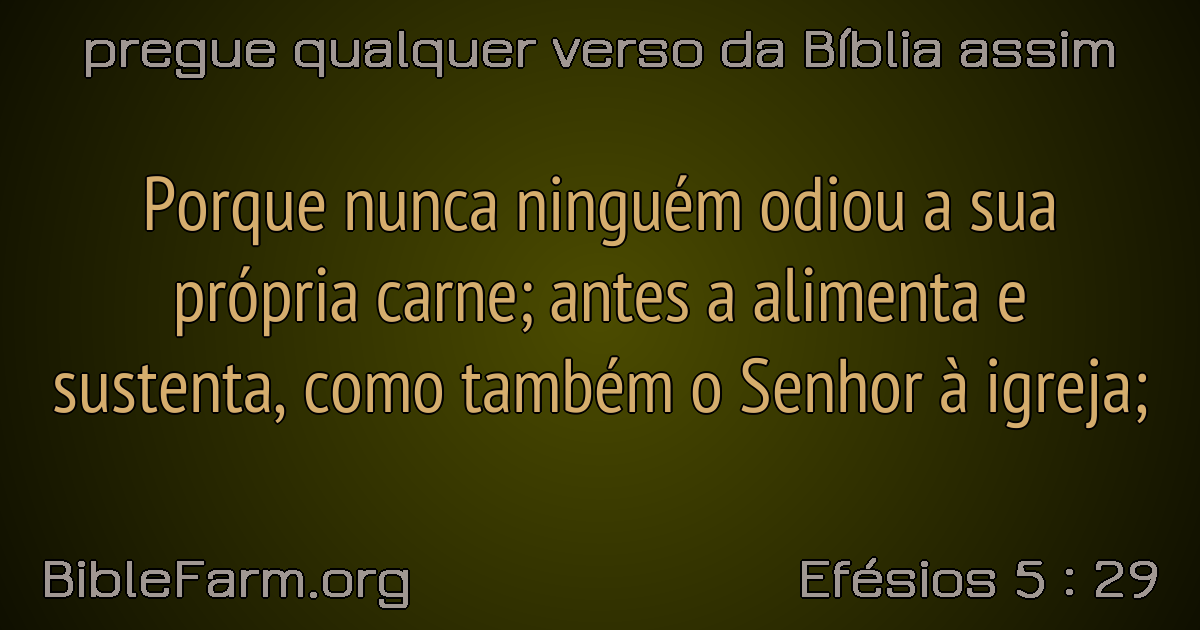 pregue qualquer verso da Bíblia assim
Porque nunca ninguém odiou a sua
própria carne; antes a alimenta e
sustenta, como também o Senhor à igreja;
BibleFarm.org
Efésios 5 : 29